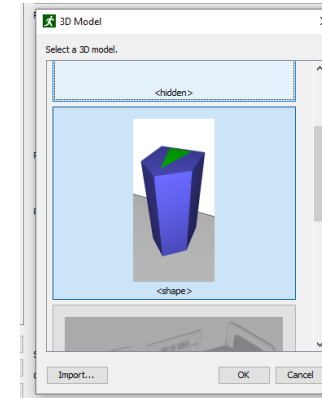 3D Model
Select a 3D model.
<hidden>
<shape>
Import...
OK
Cancel